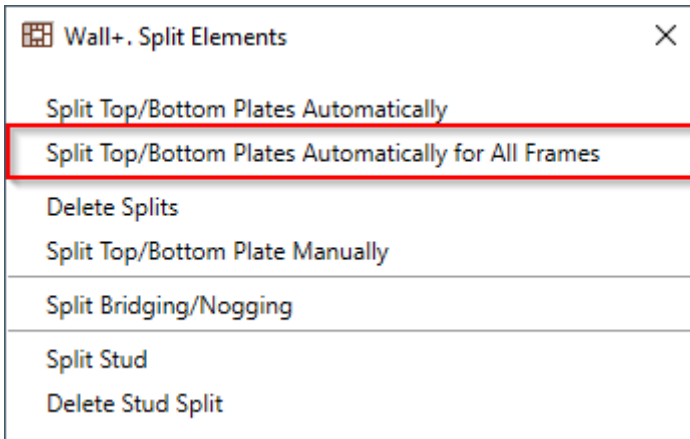 Wall+. Split Elements
Split Top/Bottom Plates Automatically
Split Top/Bottom Plates Automatically for All Frames
Delete Splits
Split Top/Bottom Plate Manually
Split Bridging/Nogging
Split Stud
Delete Stud Split